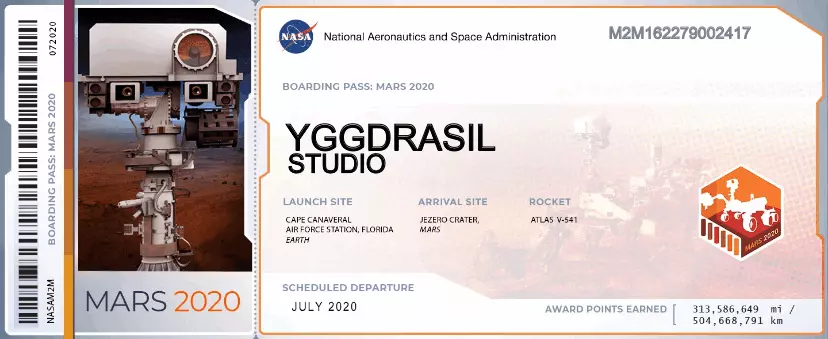 072020
BOARDING PASS: MARS 2020
NASAM2M
MARS 2020
NASA
National Aeronautics and Space Administration
M2M162279002417
BOARDING PASS: MARS 2020
YGGDRASIL
STUDIO
LAUNCH SITE
CAPE CANAVERAL
AIR FORCE STATION, FLORIDA
EARTH
ARRIVAL SITE
JEZERO CRATER,
MARS
ROCKET
ATLAS V-541
MARS 2020
SCHEDULED DEPARTURE
JULY 2020
AWARD POINTS EARNED
313,586,649 mi /
504,668,791 km